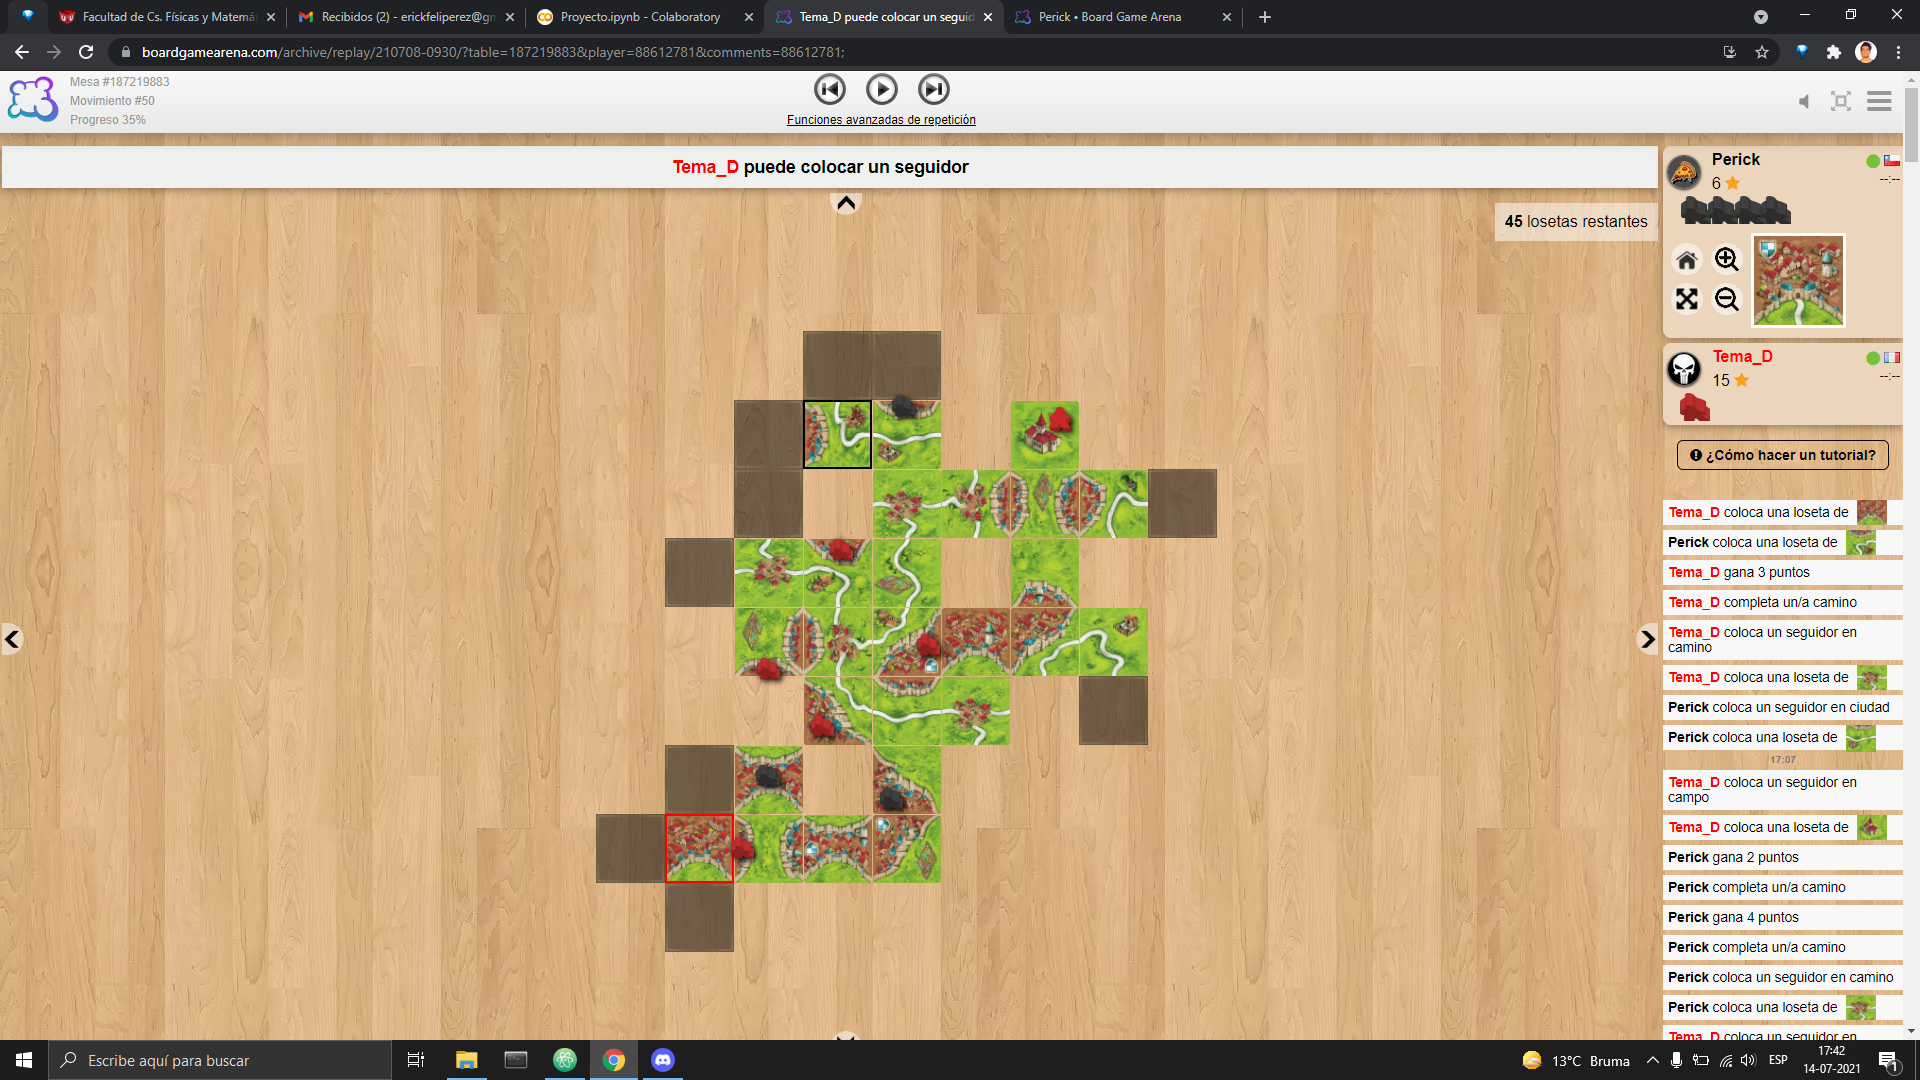 Facultad de Cs. Físicas y Matemá
Recibidos (2) - erickfeliperez@gm
Proyecto.ipynb - Colaboratory
Tema_D puede colocar un seguid
Perick • Board Game Arena
boardgamearena.com/archive/replay/210708-0930/?table=187219883&player=88612781&comments=88612781;
Mesa #187219883
Movimiento #50
Progreso 35%
Funciones avanzadas de repetición
Tema_D puede colocar un seguidor
45 losetas restantes
Perick
6
--:--
Tema_D
15
--:--
¿Cómo hacer un tutorial?
Tema_D coloca una loseta de
Perick coloca una loseta de
Tema_D gana 3 puntos
Tema_D completa un/a camino
Tema_D coloca un seguidor en
camino
Tema_D coloca una loseta de
Perick coloca un seguidor en ciudad
Perick coloca una loseta de
17:07
Tema_D coloca un seguidor en
campo
Tema_D coloca una loseta de
Perick gana 2 puntos
Perick completa un/a camino
Perick gana 4 puntos
Perick completa un/a camino
Perick coloca un seguidor en camino
Perick coloca una loseta de
Tema_D coloca un seguidor en
Escribe aquí para buscar
13°C Bruma
ESP
17:42
14-07-2021
1